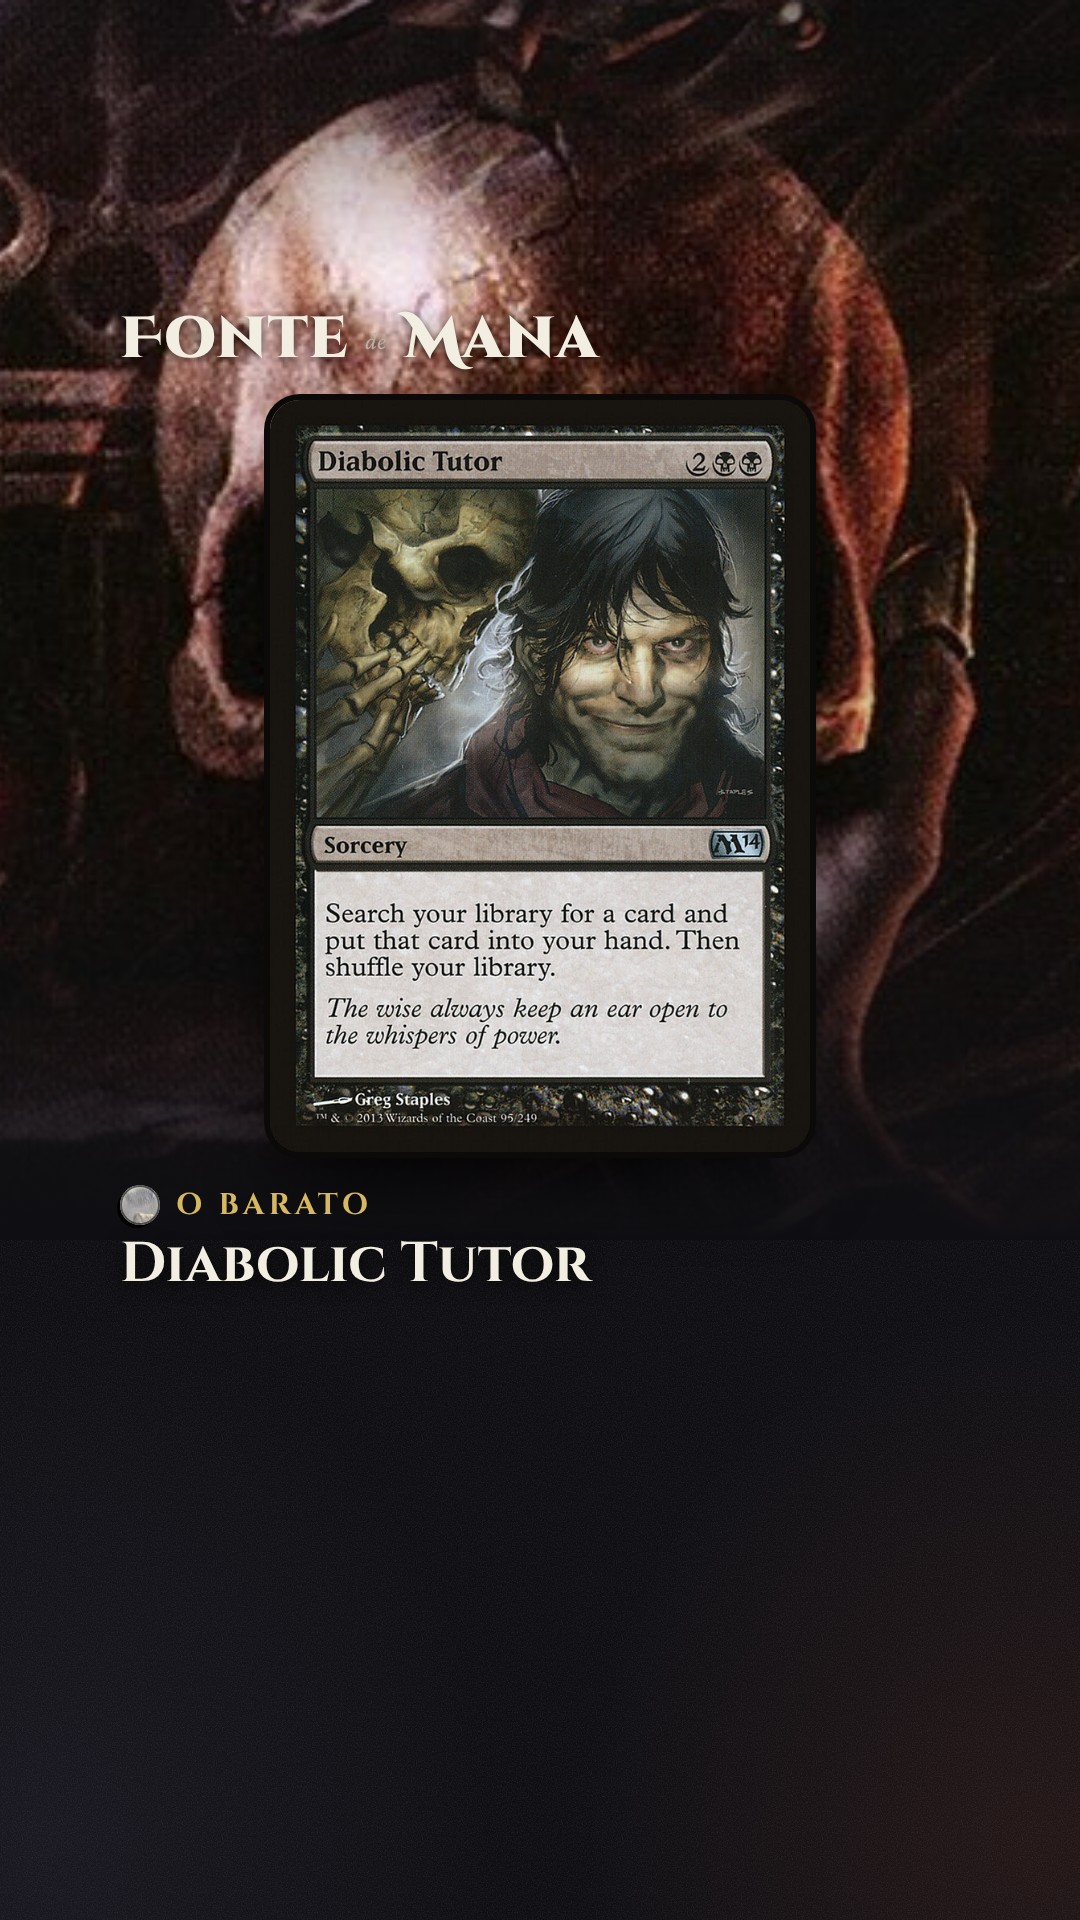 Fonte de Mana
Diabolic Tutor 2
STAPLES
Sorcery M14
Search your library for a card and
put that card into your hand. Then
shuffle your library.
The wise always keep an ear open to
the whispers of power.
Greg Staples
™ & © 2013 Wizards of the Coast 95/249
O BARATO
Diabolic Tutor